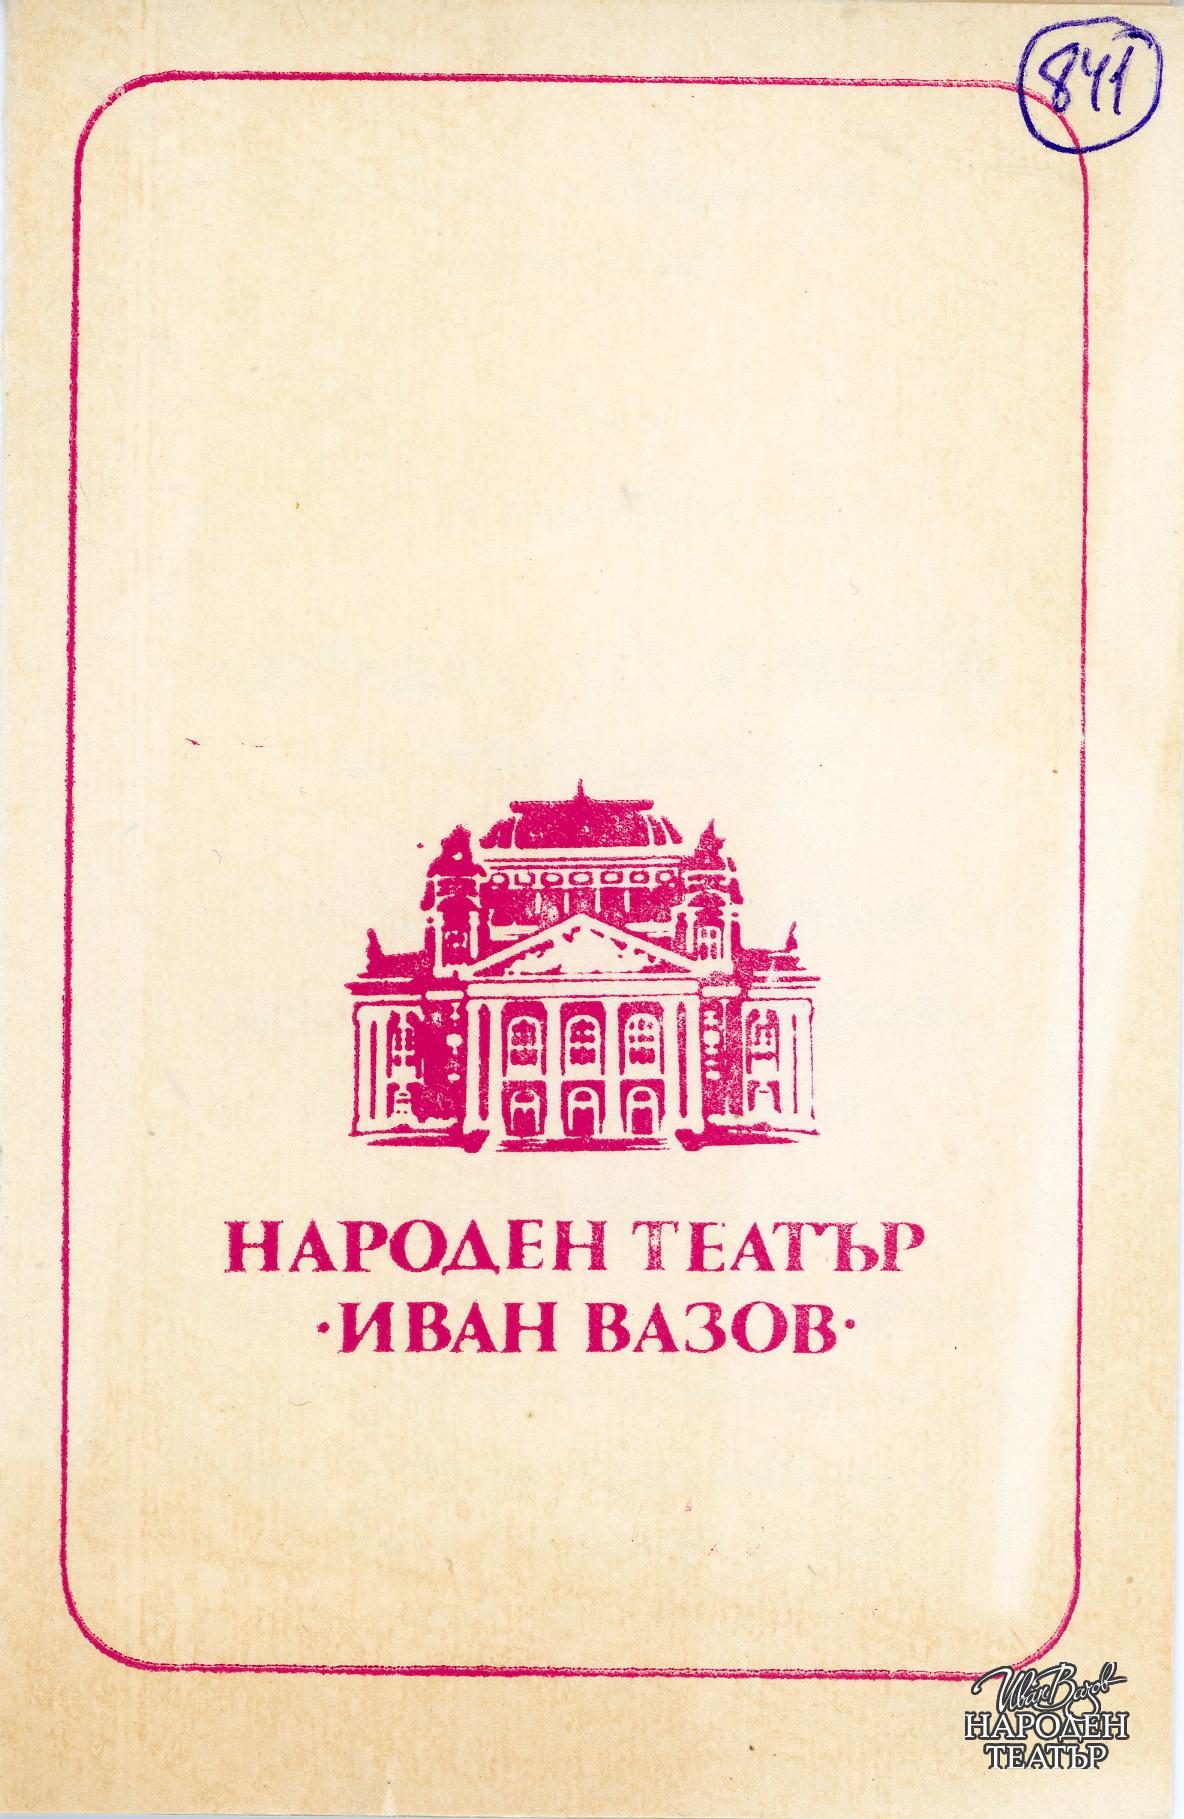 841
НАРОДЕН ТЕАТЪР
·ИВАН ВАЗОВ·
Иван Вазов
НАРОДЕН
ТЕАТЪР